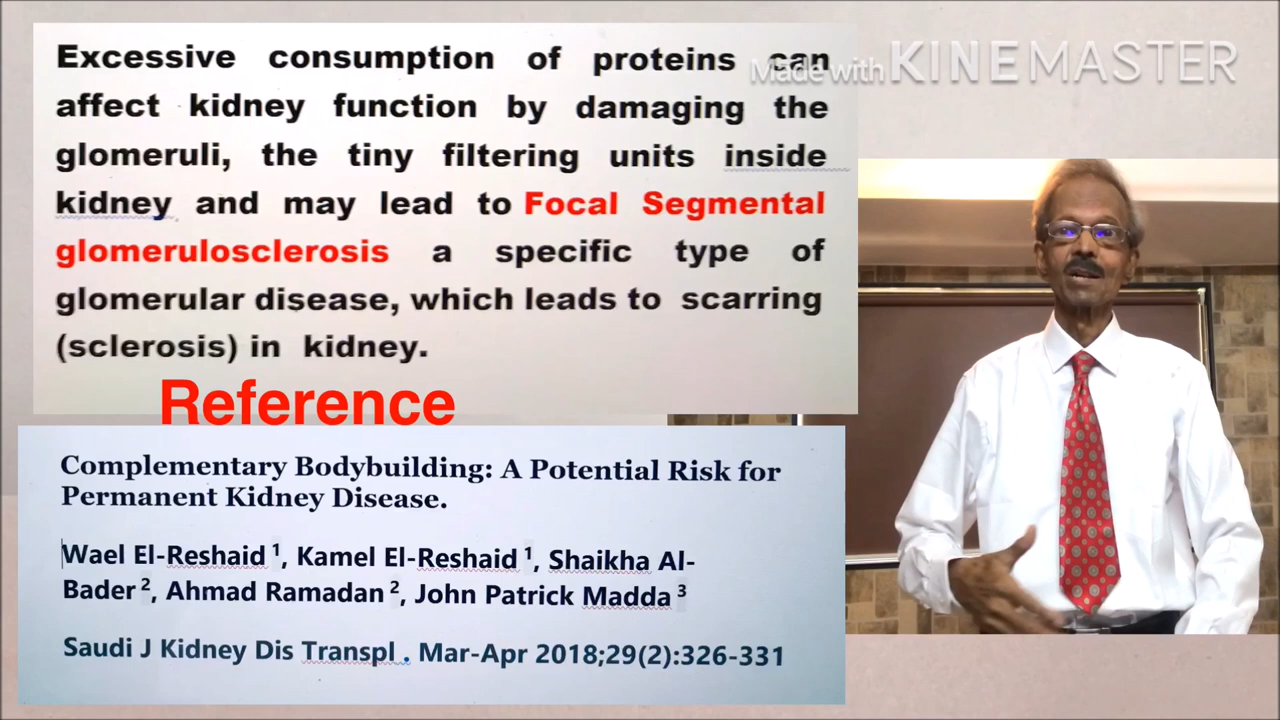 Excessive consumption of proteins can
affect kidney function by damaging the
glomeruli, the tiny filtering units inside
kidney and may lead to Focal Segmental
glomerulosclerosis a specific type of
glomerular disease, which leads to scarring
(sclerosis) in kidney.
Made with KINEMASTER
Reference
Complementary Bodybuilding: A Potential Risk for
Permanent Kidney Disease.
Wael El-Reshaid ¹, Kamel El-Reshaid ¹, Shaikha Al-
Bader ², Ahmad Ramadan ², John Patrick Madda ³
Saudi J Kidney Dis Transpl . Mar-Apr 2018;29(2):326-331